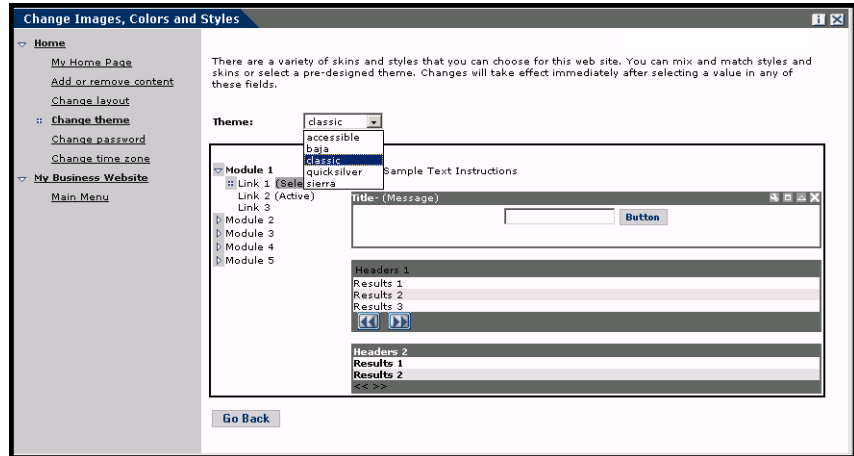 Change Images, Colors and Styles
Home
My Home Page
Add or remove content
Change layout
Change theme
Change password
Change time zone
My Business Website
Main Menu
There are a variety of skins and styles that you can choose for this web site. You can mix and match styles and
skins or select a pre-designed theme. Changes will take effect immediately after selecting a value in any of
these fields.
Theme: classic
accessible
baja
classic
quicksilver
sierra
Module 1
Sample Text Instructions
Link 1
Link 2 (Active)
Link 3
Module 2
Module 3
Module 4
Module 5
Title- (Message)
Button
Headers 1
Results 1
Results 2
Results 3
Headers 2
Results 1
Results 2
<< >>
Go Back